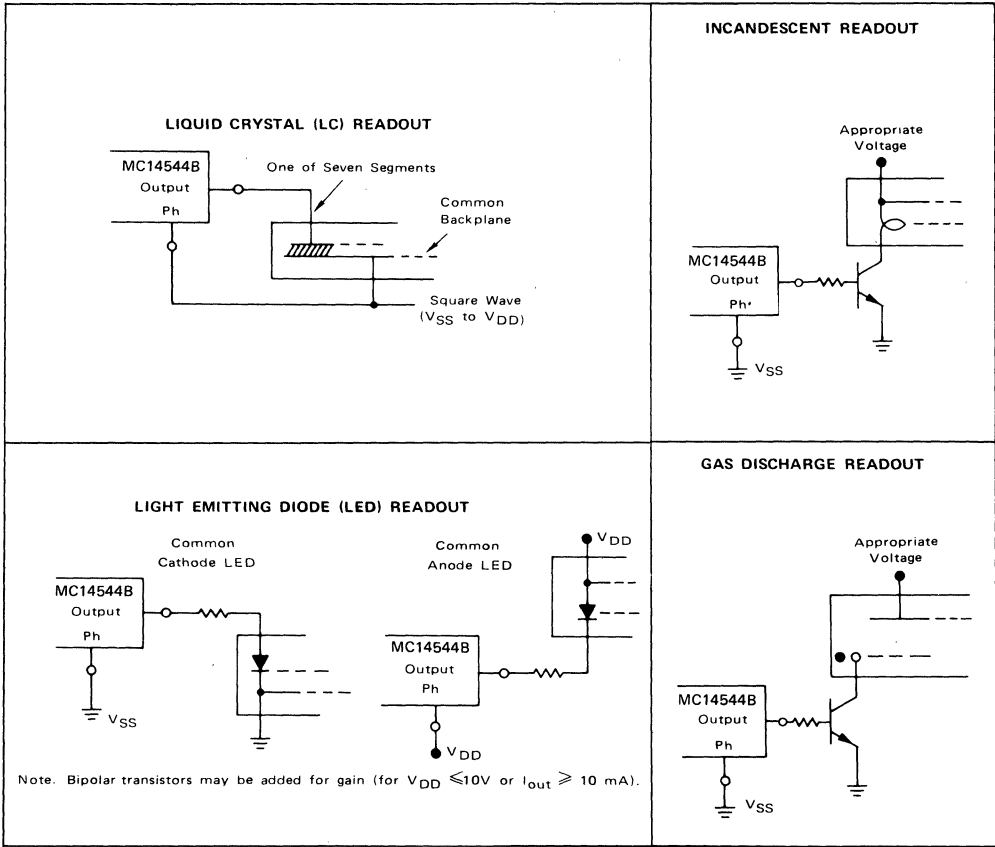 LIQUID CRYSTAL (LC) READOUT
MC14544B
Output
Ph
One of Seven Segments
Common
Backplane
Square Wave
(VSS to VDD)
INCANDESCENT READOUT
Appropriate
Voltage
MC14544B
Output
Ph
VSS
LIGHT EMITTING DIODE (LED) READOUT
Common
Cathode LED
MC14544B
Output
Ph
VSS
Common
Anode LED
VDD
MC14544B
Output
Ph
VDD
Note. Bipolar transistors may be added for gain (for VDD ⩽10V or Iout ⩾ 10 mA).
GAS DISCHARGE READOUT
Appropriate
Voltage
MC14544B
Output
Ph
VSS